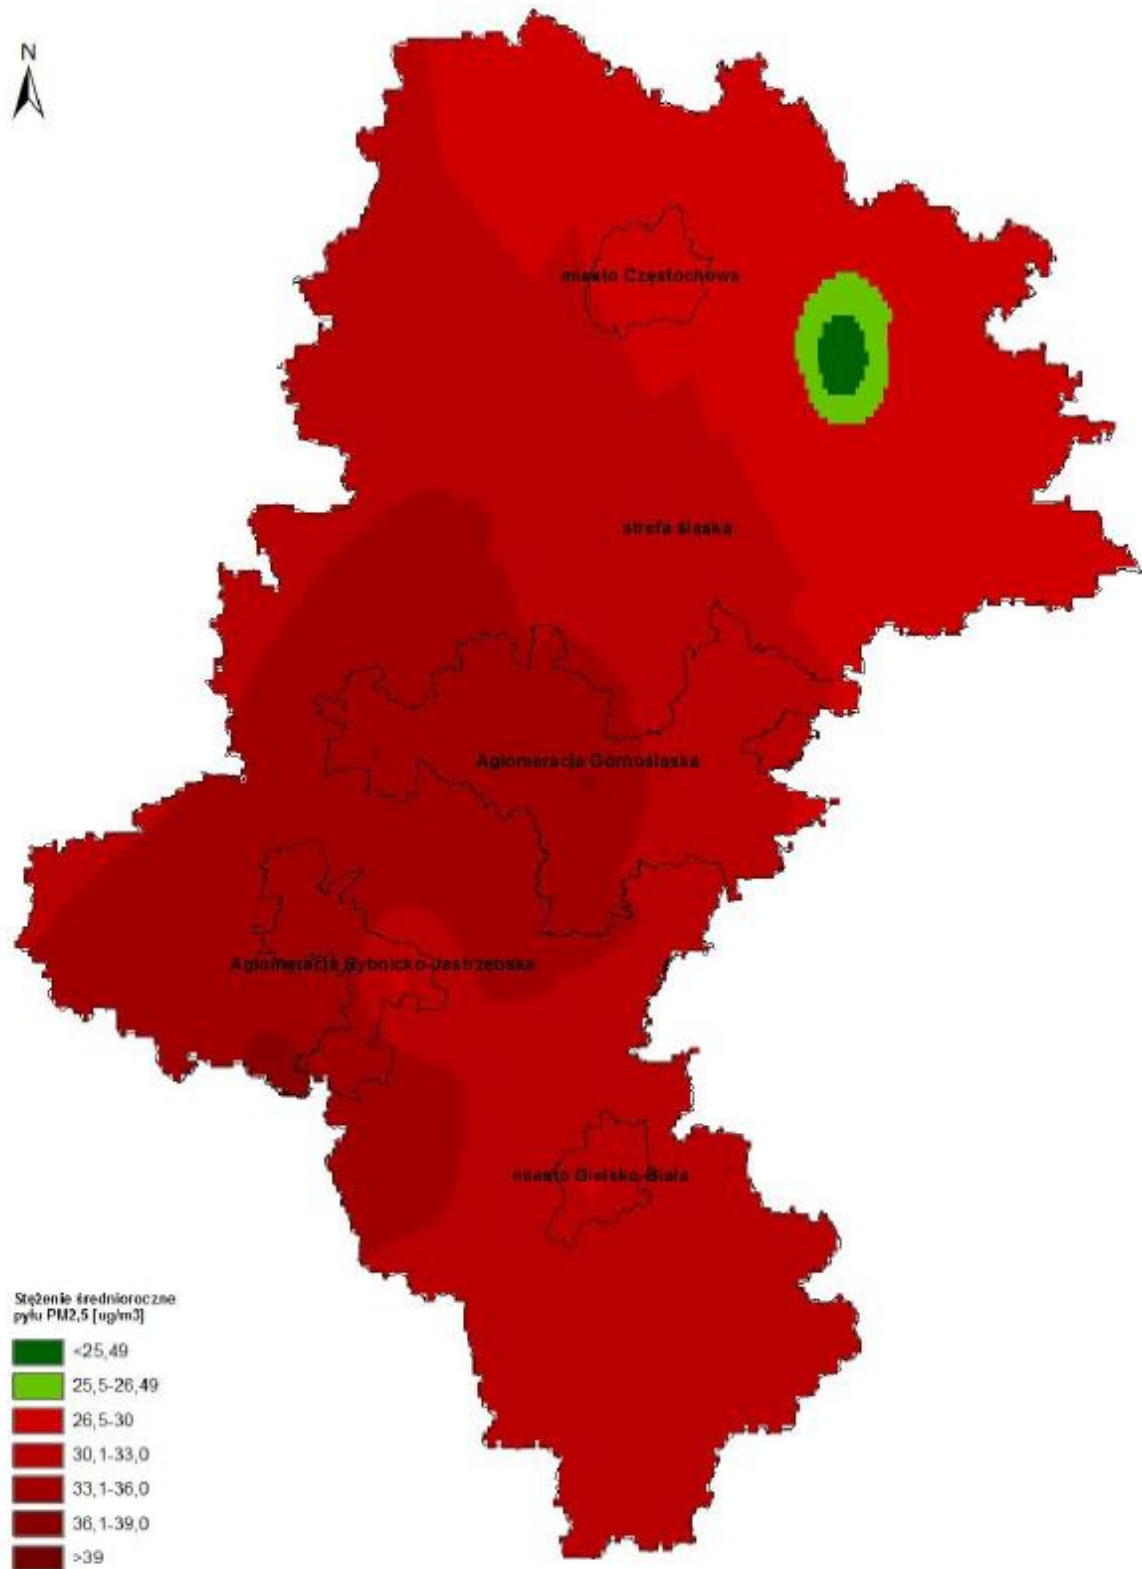 N
miasto Częstochowa
strefa śląska
Aglomeracja Górnośląska
Aglomeracja Rybnicko-Jastrzębska
miasto Bielsko-Biała
Stężenie średnioroczne
pyłu PM2,5 [ug/m3]
<25,49
25,5-26,49
26,5-30
30,1-33,0
33,1-36,0
36,1-39,0
>39